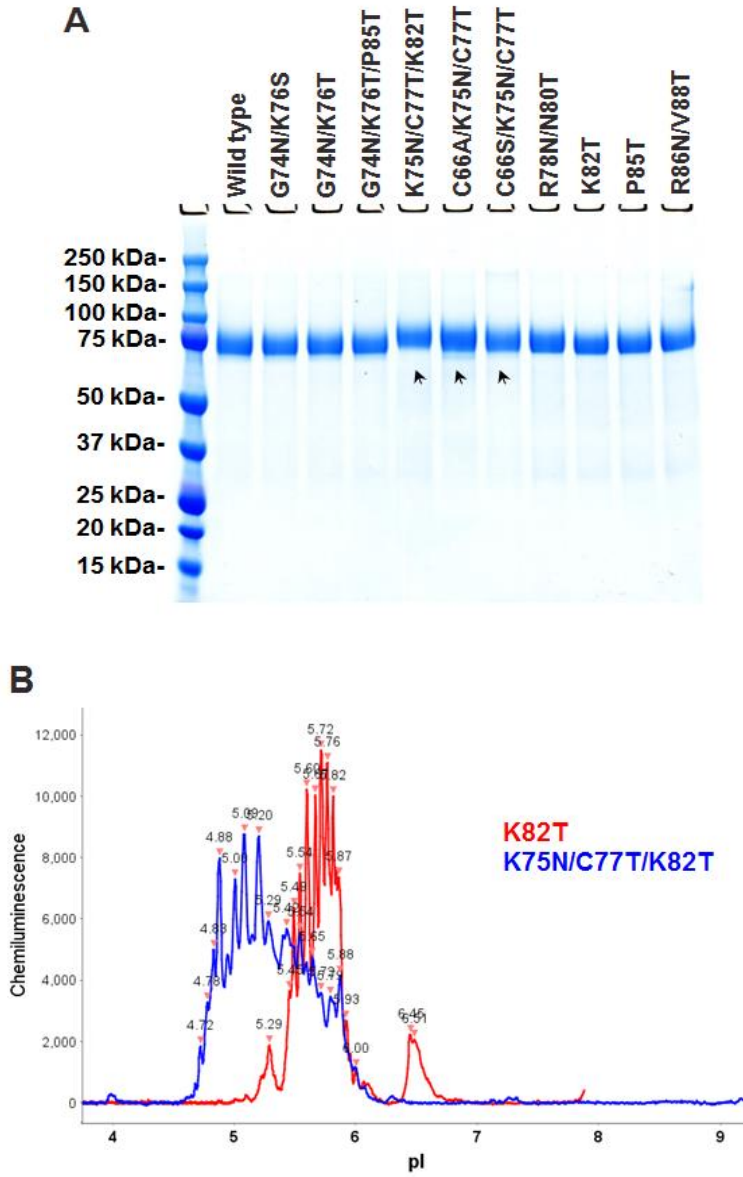 A
Wild type
G74N/K76S
G74N/K76T
G74N/K76T/P85T
K75N/C77T/K82T
C66A/K75N/C77T
C66S/K75N/C77T
R78N/N80T
K82T
P85T
R86N/V88T
250 kDa-
150 kDa-
100 kDa-
75 kDa-
50 kDa-
37 kDa-
25 kDa-
20 kDa-
15 kDa-
B
Chemiluminescence
12,000
10,000
8,000
6,000
4,000
2,000
0
4.72
4.78
4.83
4.88
5.09
5.20
5.29
5.29
5.49
5.54
5.72
5.76
5.82
5.87
5.88
5.93
6.00
6.45
6.51
K82T
K75N/C77T/K82T
4
5
6
7
8
9
pI